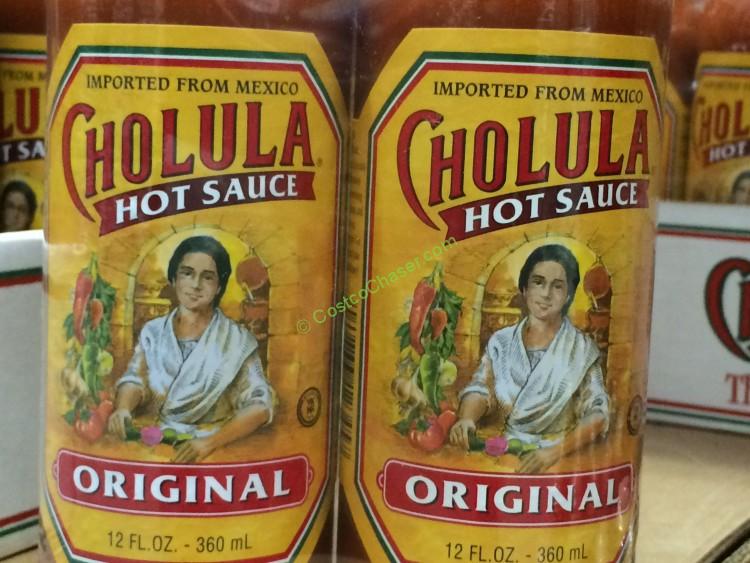 IMPORTED FROM MEXICO
CHOLULA®
HOT SAUCE
ORIGINAL
12 FL.OZ. - 360 mL
IMPORTED FROM MEXICO
CHOLULA
HOT SAUCE
ORIGINAL
12 FL.OZ. - 360 mL
© CostcoChaser.com